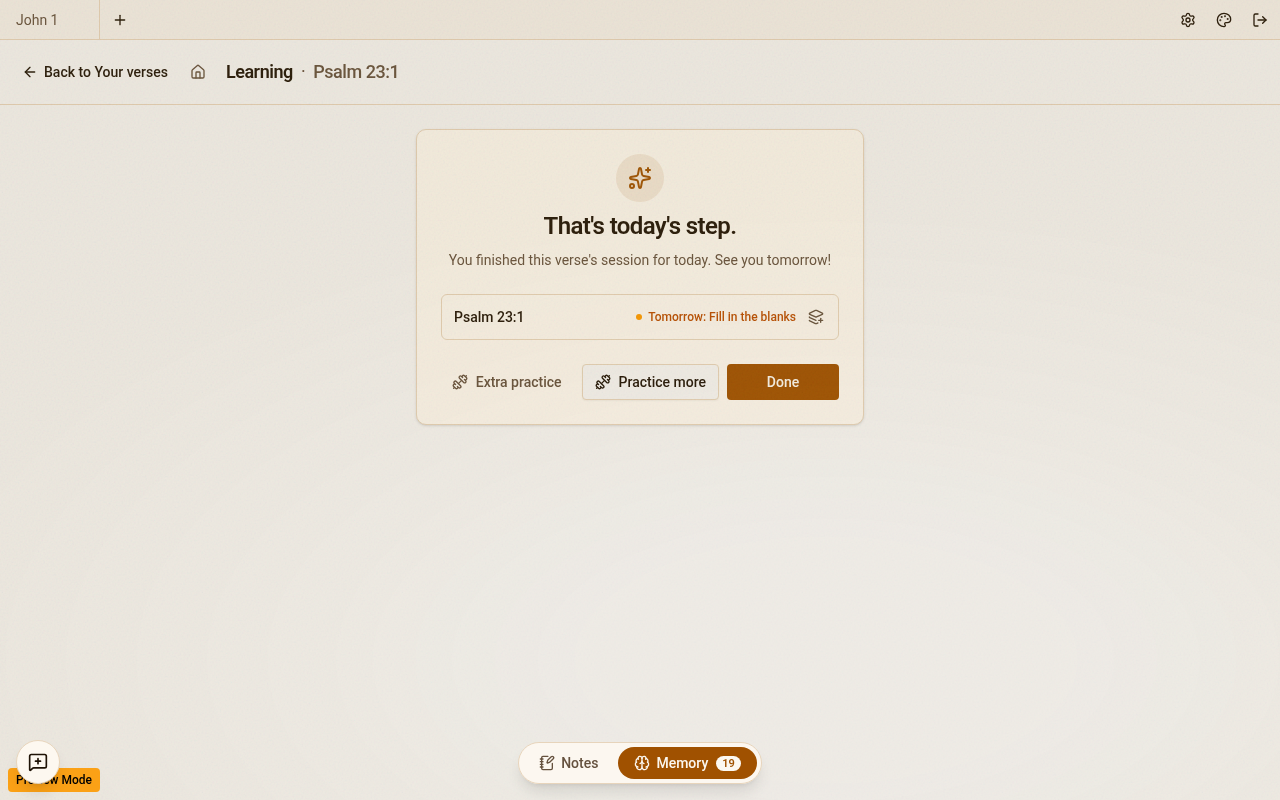 John 1
Back to Your verses
Learning · Psalm 23:1
That's today's step.
You finished this verse's session for today. See you tomorrow!
Psalm 23:1
Tomorrow: Fill in the blanks
Extra practice
Practice more
Done
Notes
Memory 19
Mode